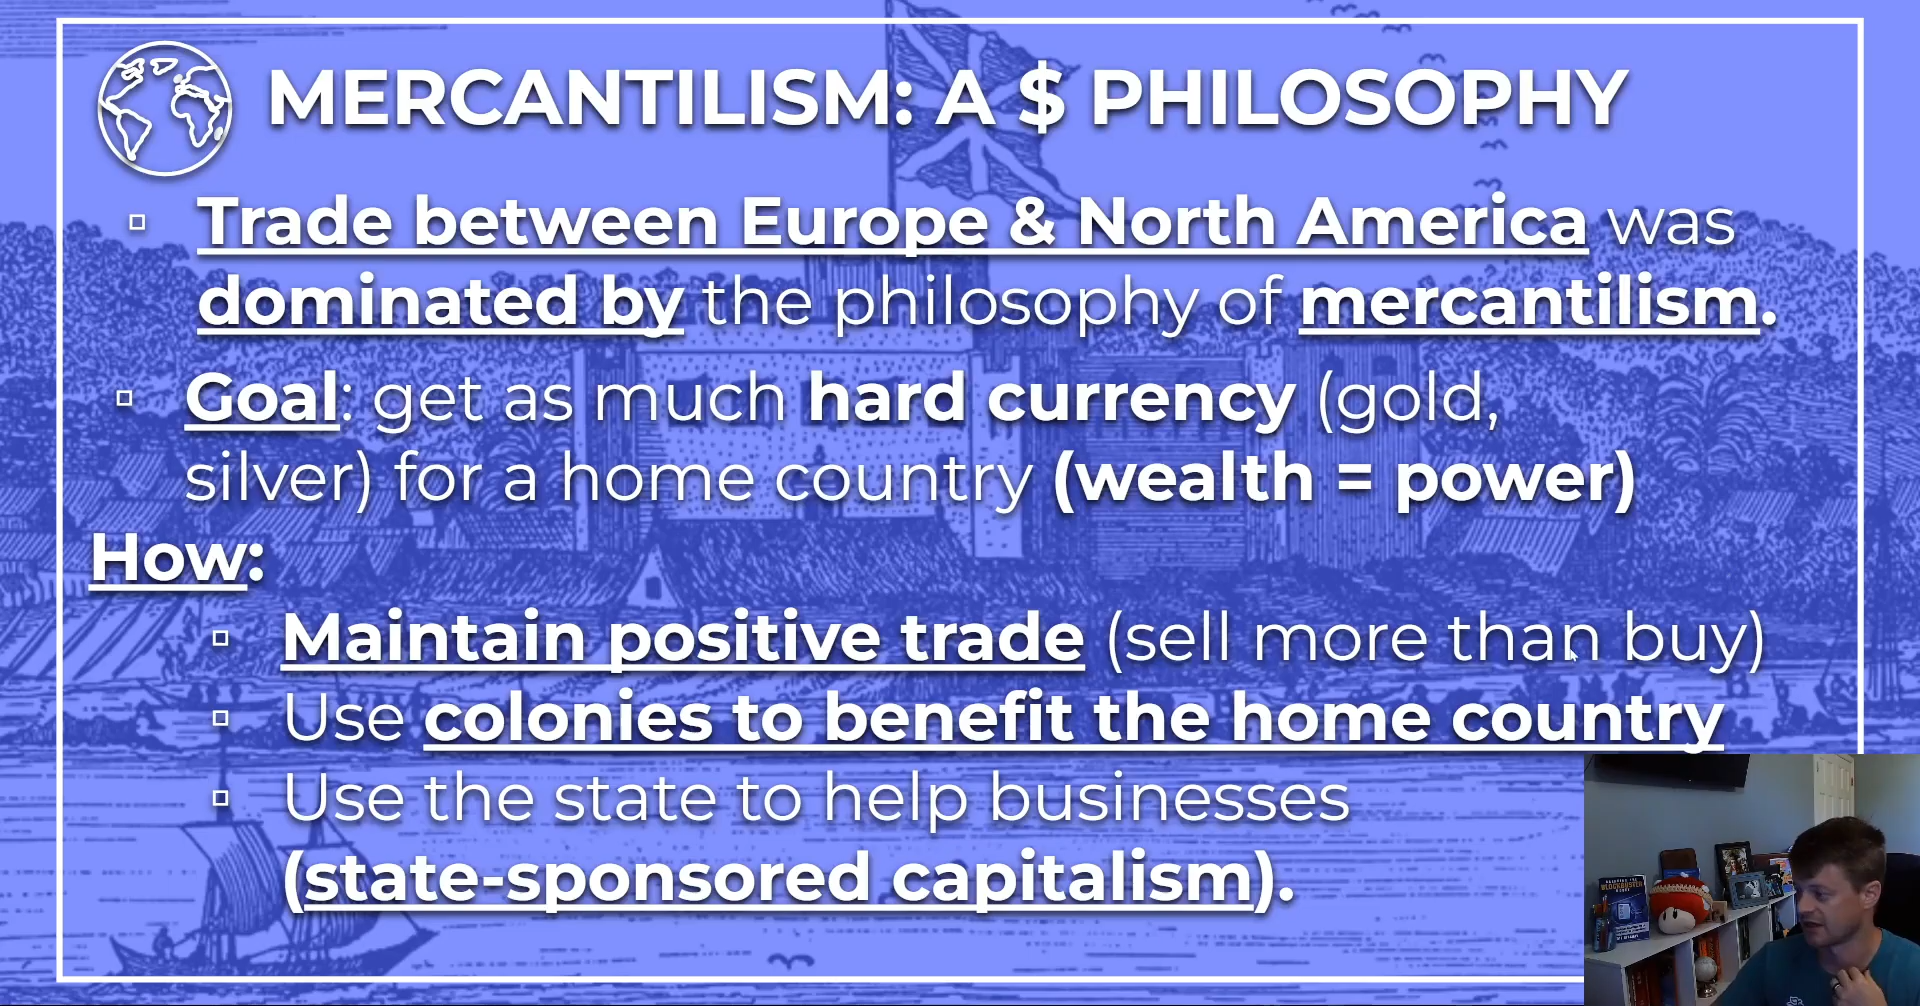 MERCANTILISM: A $ PHILOSOPHY
Trade between Europe & North America was
dominated by the philosophy of mercantilism.
Goal: get as much hard currency (gold,
silver) for a home country (wealth = power)
How:
Maintain positive trade (sell more than buy)
Use colonies to benefit the home country
Use the state to help businesses
(state-sponsored capitalism).
BLOCKBUSTER